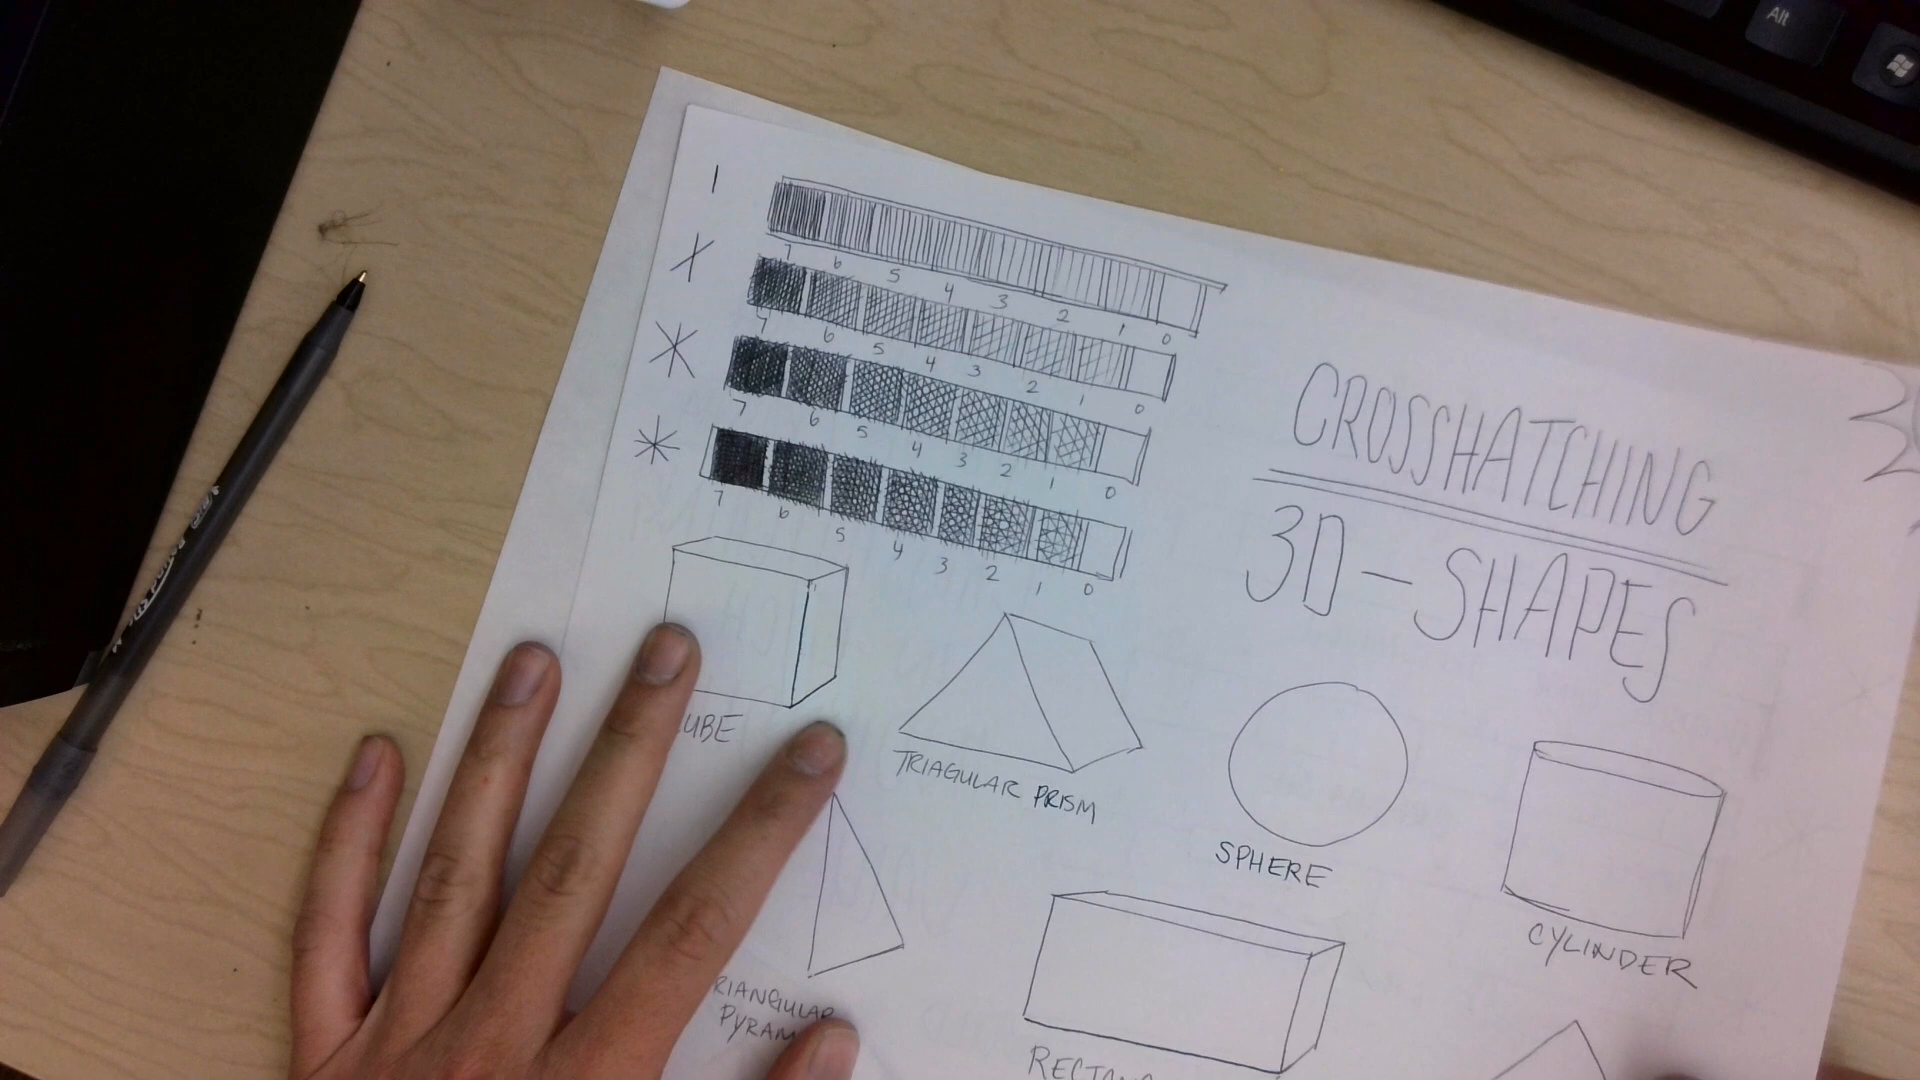 Alt
7 6 5 4 3 2 1 0
7 6 5 4 3 2 1 0
7 6 5 4 3 2 1 0
7 6 5 4 3 2 1 0
CROSSHATCHING
3D-SHAPES
UBE
TRIAGULAR PRISM
SPHERE
CYLINDER
RIANGULAR
PYRAM
RECTAN